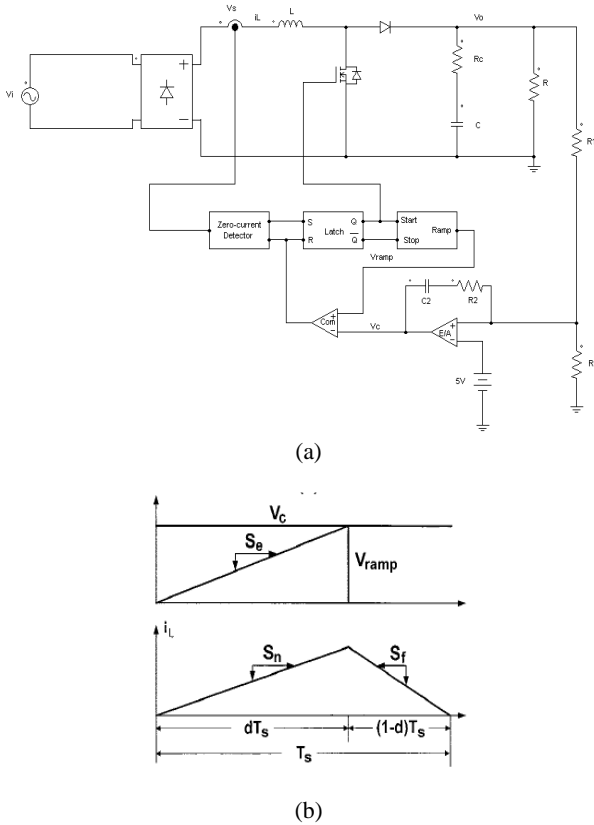 Vs
iL
L
Vo
Rc
R
Vi
C
R1
+
−
Zero-current
Detector
S
R
Q
Q
Latch
Start
Stop
Ramp
Vramp
C2
R2
Com
+
−
Vc
E/A
+
−
R
5V
(a)
Vc
Se
Vramp
iL
Sn
Sf
dTs
(1-d)Ts
Ts
(b)